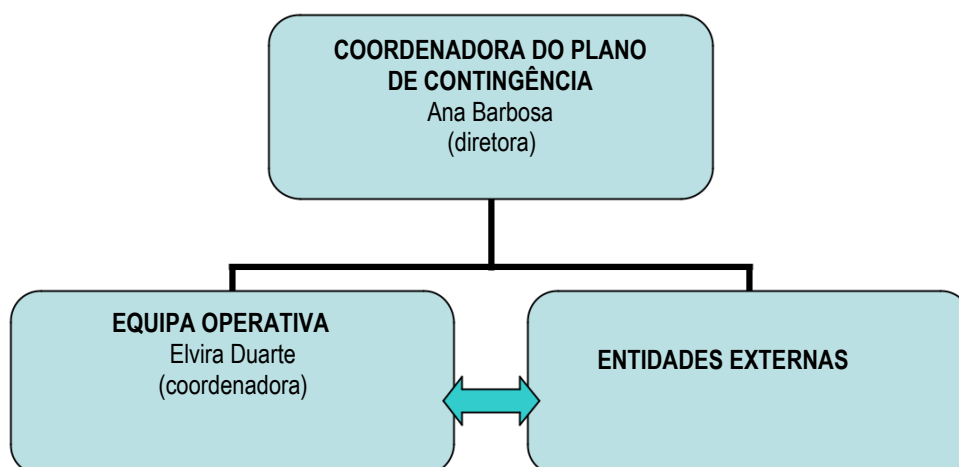 COORDENADORA DO PLANO
DE CONTINGÊNCIA
Ana Barbosa
(diretora)
EQUIPA OPERATIVA
Elvira Duarte
(coordenadora)
ENTIDADES EXTERNAS